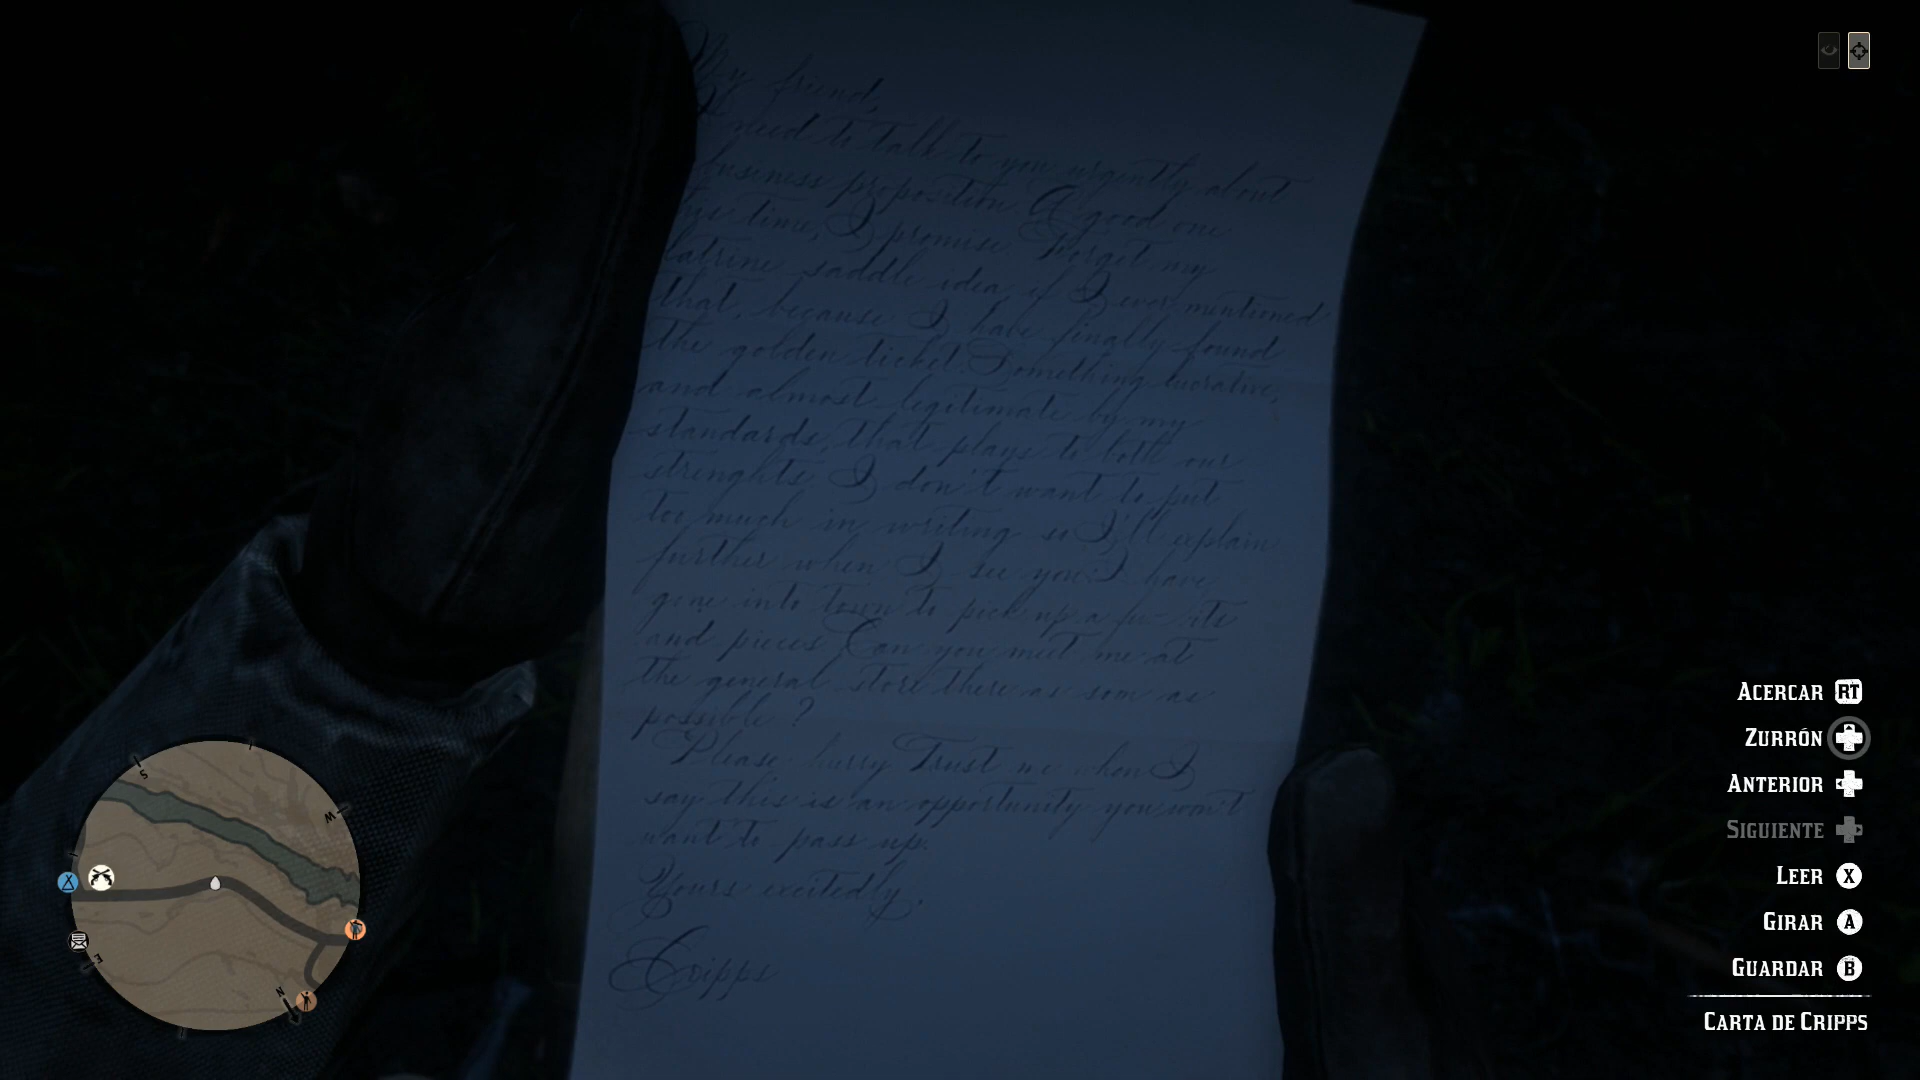 My friend,
need to talk to you urgently about
business proposition. A good one
this time, I promise. Forget my
latrine saddle idea, if I ever mentioned
that, because I have finally found
the golden ticket. Something lucrative,
and almost legitimate by my
standards, that plays to both our
strenghts. I don't want to put
too much in writing so I'll explain
further when I see you. I have
gone into town to pick up a few bits
and pieces. Can you meet me at
the general store there as soon as
possible?
Please hurry. Trust me when I
say this is an opportunity you won't
want to pass up.
Yours excitedly,
Cripps
ACERCAR RT
ZURRÓN
ANTERIOR
SIGUIENTE
LEER X
GIRAR A
GUARDAR B
CARTA DE CRIPPS
S
W
E
N